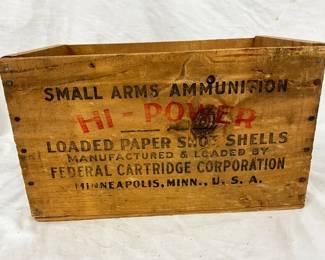 SMALL ARMS AMMUNITION
HI-POWER
LOADED PAPER SHOT SHELLS
MANUFACTURED & LOADED BY
FEDERAL CARTRIDGE CORPORATION
MINNEAPOLIS, MINN., U. S. A.